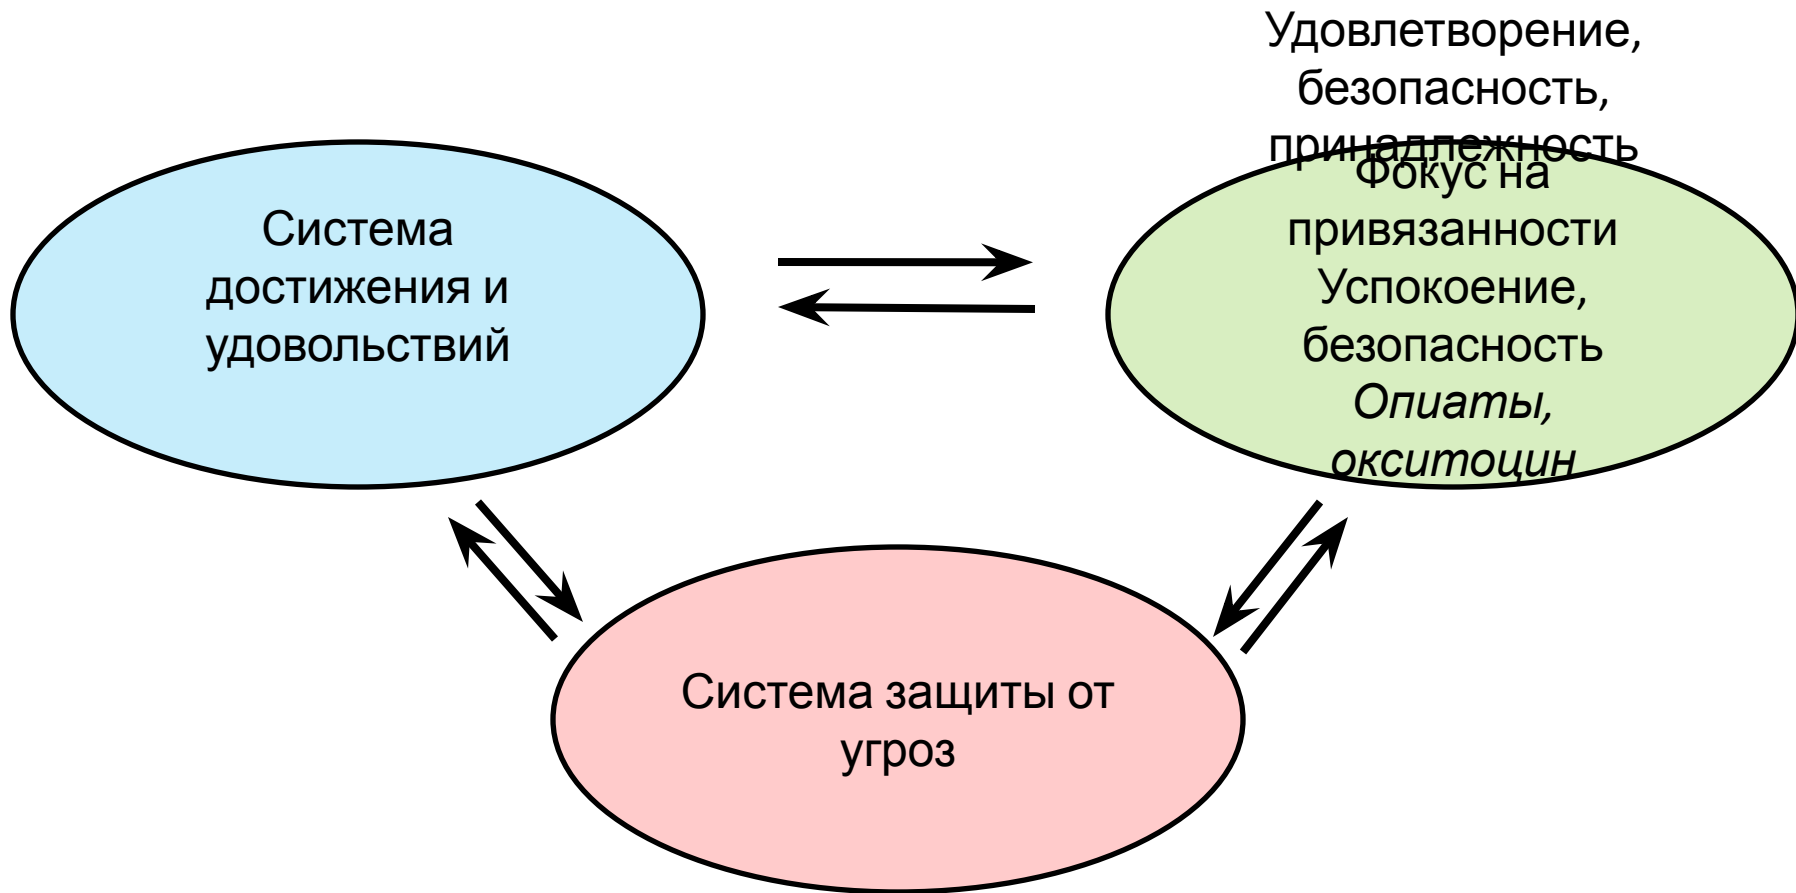 Удовлетворение,
безопасность,
принадлежность
Фокус на
привязанности
Успокоение,
безопасность
Опиаты,
окситоцин
Система
достижения и
удовольствий
Система защиты от
угроз